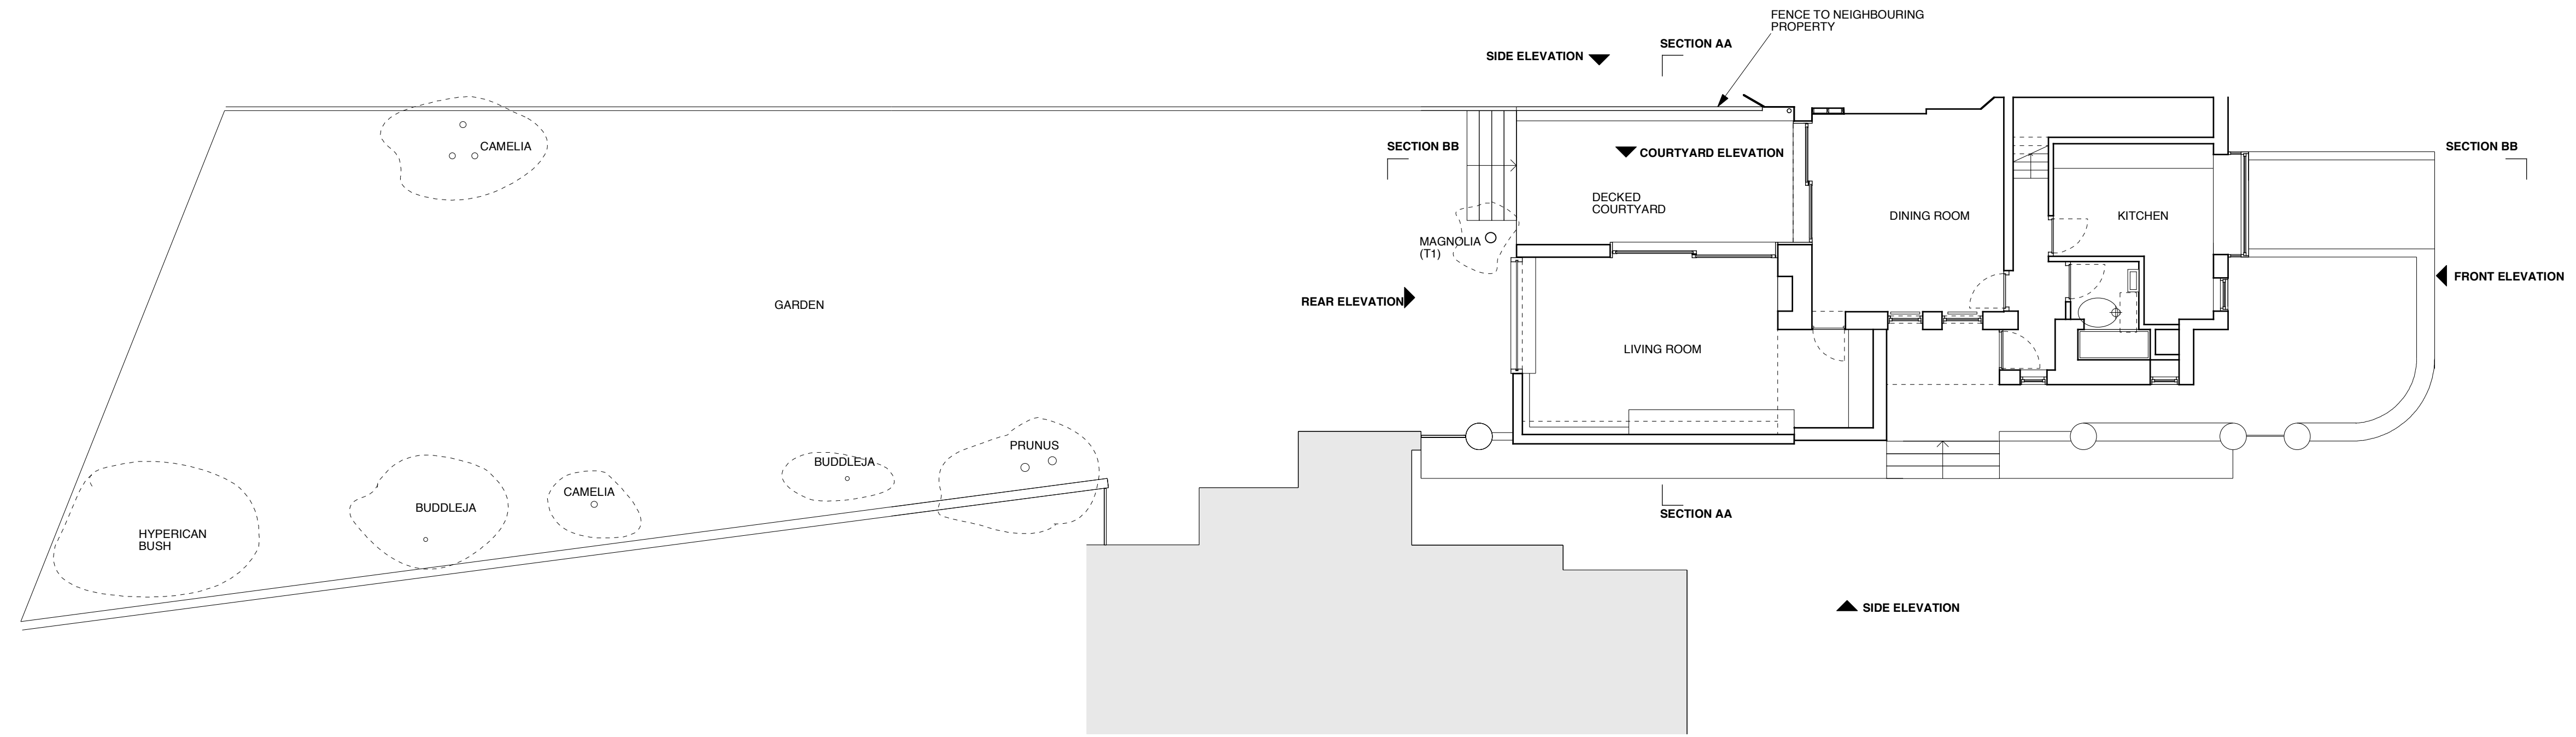 FENCE TO NEIGHBOURING
PROPERTY
SECTION AA
SIDE ELEVATION
CAMELIA
SECTION BB
COURTYARD ELEVATION
SECTION BB
DECKED
COURTYARD
DINING ROOM
KITCHEN
MAGNOLIA
(T1)
FRONT ELEVATION
REAR ELEVATION
GARDEN
LIVING ROOM
PRUNUS
BUDDLEJA
CAMELIA
BUDDLEJA
SECTION AA
HYPERICAN
BUSH
SIDE ELEVATION